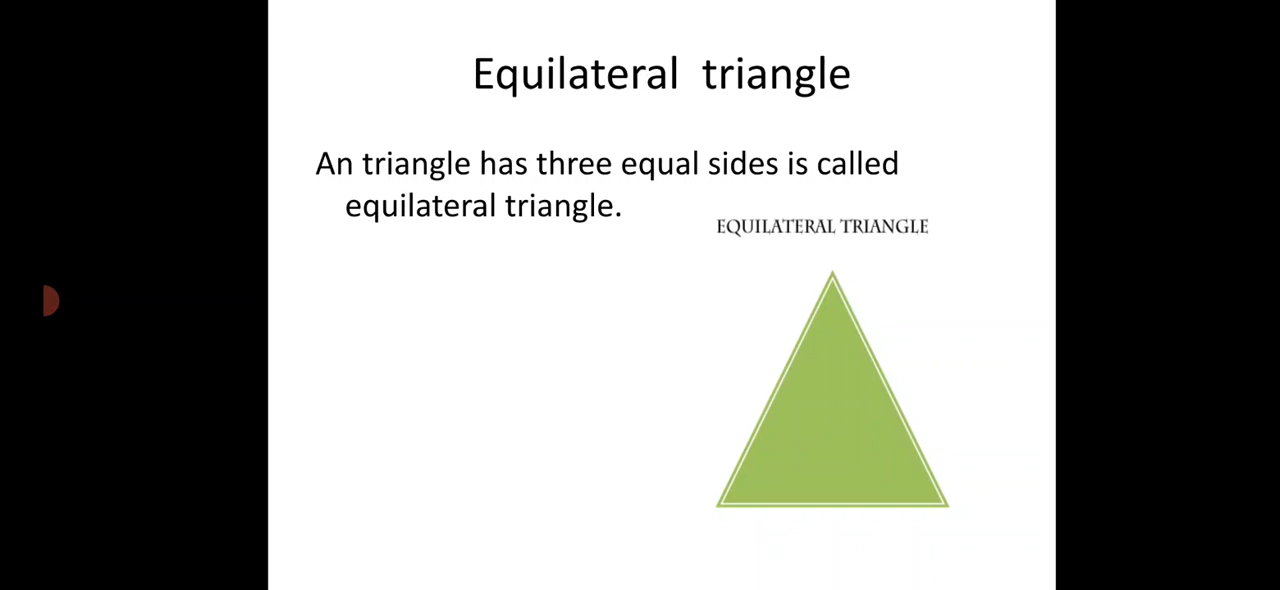 Equilateral triangle
An triangle has three equal sides is called
equilateral triangle.
EQUILATERAL TRIANGLE